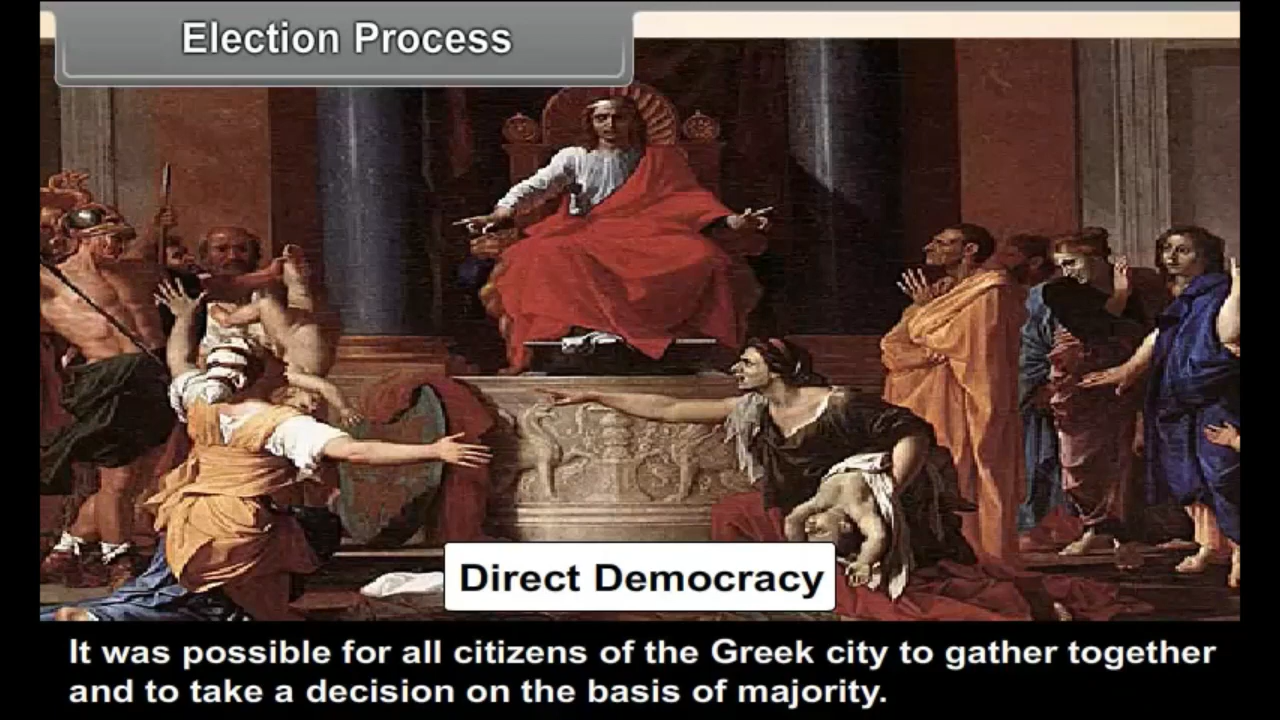 Election Process
Direct Democracy
It was possible for all citizens of the Greek city to gather together
and to take a decision on the basis of majority.